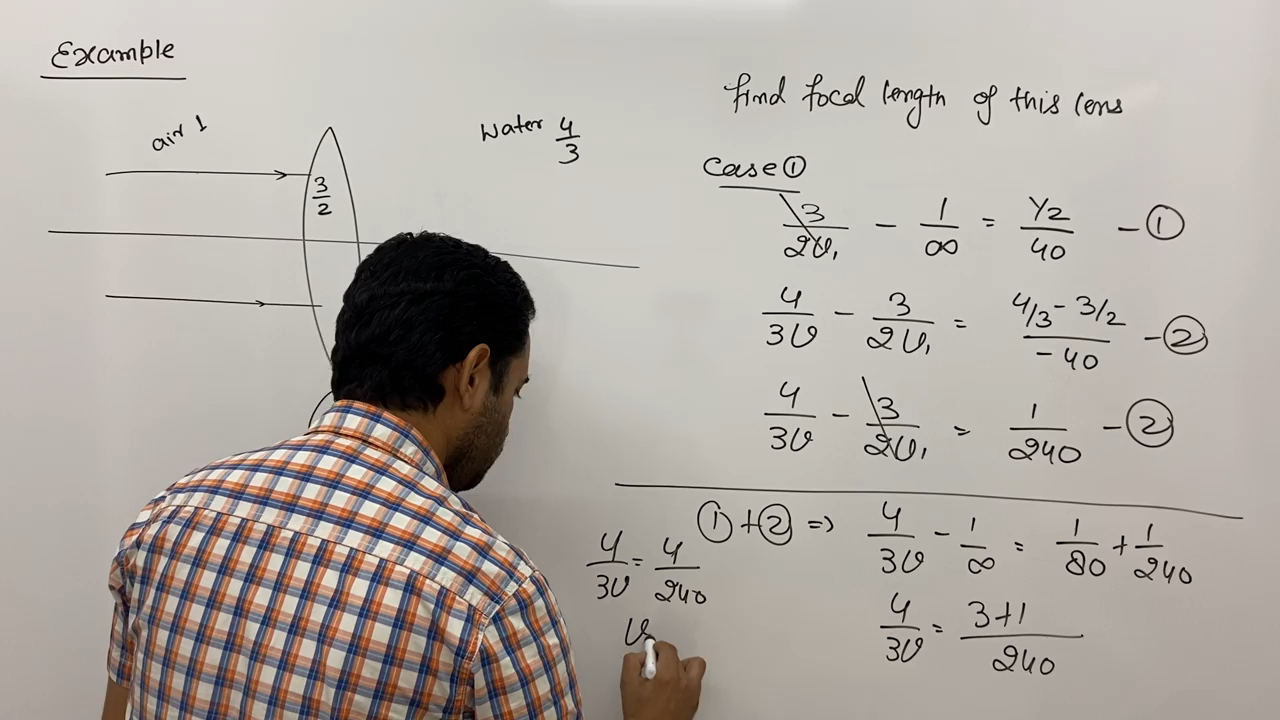 Example
air 1
Water 4/3
3/2
find focal length of this lens
Case ①
3/2v₁ - 1/∞ = 1/2/40 - ①
4/3v - 3/2v₁ = 4/3 - 3/2/-40 - ②
4/3v - 3/2v₁ = 1/240 - ②
① + ② => 4/3v - 1/∞ = 1/80 + 1/240
4/3v = 3+1/240
4/3v = 4/240
v